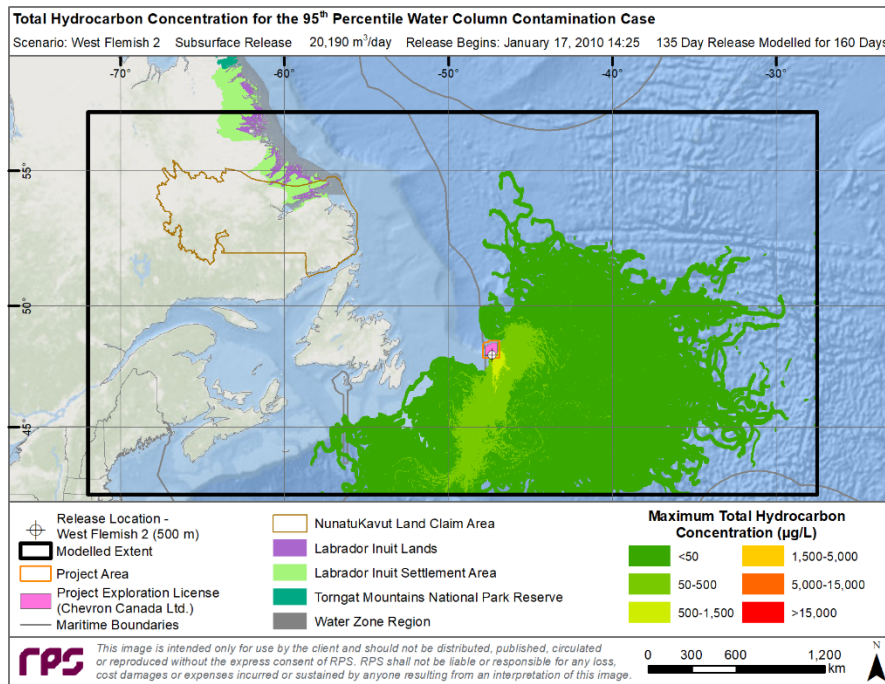 Total Hydrocarbon Concentration for the 95th Percentile Water Column Contamination Case
Scenario: West Flemish 2 Subsurface Release 20,190 m³/day Release Begins: January 17, 2010 14:25 135 Day Release Modelled for 160 Days
-70° -60° -50° -40° -30°
55°
50°
45°
Release Location -
West Flemish 2 (500 m)
Modelled Extent
Project Area
Project Exploration License
(Chevron Canada Ltd.)
Maritime Boundaries
NunatuKavut Land Claim Area
Labrador Inuit Lands
Labrador Inuit Settlement Area
Torngat Mountains National Park Reserve
Water Zone Region
Maximum Total Hydrocarbon
Concentration (µg/L)
<50 1,500-5,000
50-500 5,000-15,000
500-1,500 >15,000
rps
This image is intended only for use by the client and should not be distributed, published, circulated
or reproduced without the express consent of RPS. RPS shall not be liable or responsible for any loss,
cost damages or expenses incurred or sustained by anyone resulting from an interpretation of this image.
0 300 600 1,200
km
N